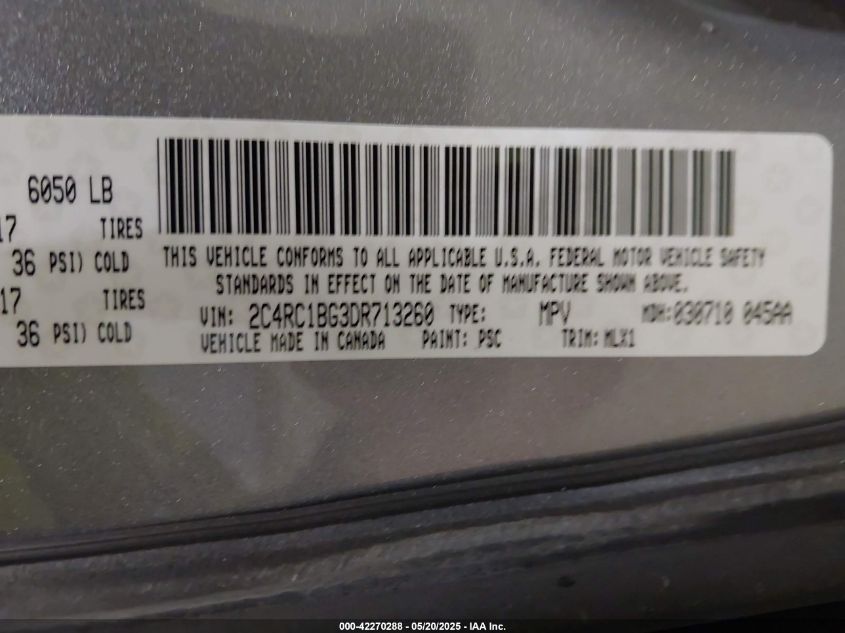 6050 LB
17 TIRES
36 PSI) COLD
17 TIRES
36 PSI) COLD
THIS VEHICLE CONFORMS TO ALL APPLICABLE U.S.A. FEDERAL MOTOR VEHICLE SAFETY
STANDARDS IN EFFECT ON THE DATE OF MANUFACTURE SHOWN ABOVE.
VIN: 2C4RC1BG3DR713260 TYPE: MPV MDH:030710 045AA
VEHICLE MADE IN CANADA PAINT: PSC TRIM: MLX1
000-42270288 - 05/20/2025 - IAA Inc.